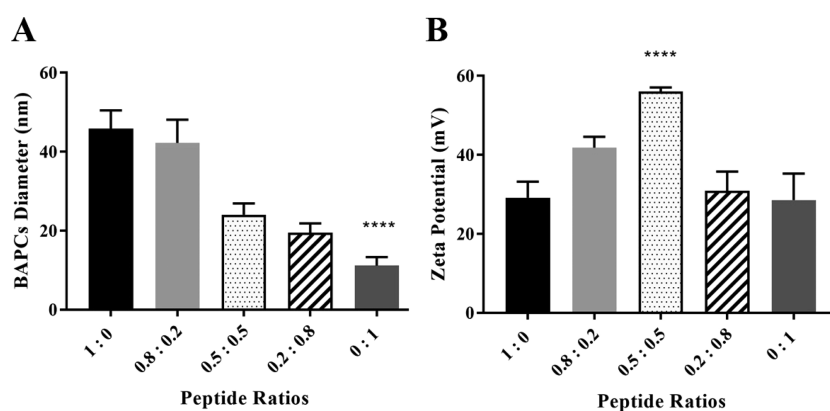 A
BAPCs Diameter (nm)
60
40
20
0
****
1 : 0
0.8 : 0.2
0.5 : 0.5
0.2 : 0.8
0 : 1
Peptide Ratios
B
Zeta Potential (mV)
60
40
20
0
****
1 : 0
0.8 : 0.2
0.5 : 0.5
0.2 : 0.8
0 : 1
Peptide Ratios